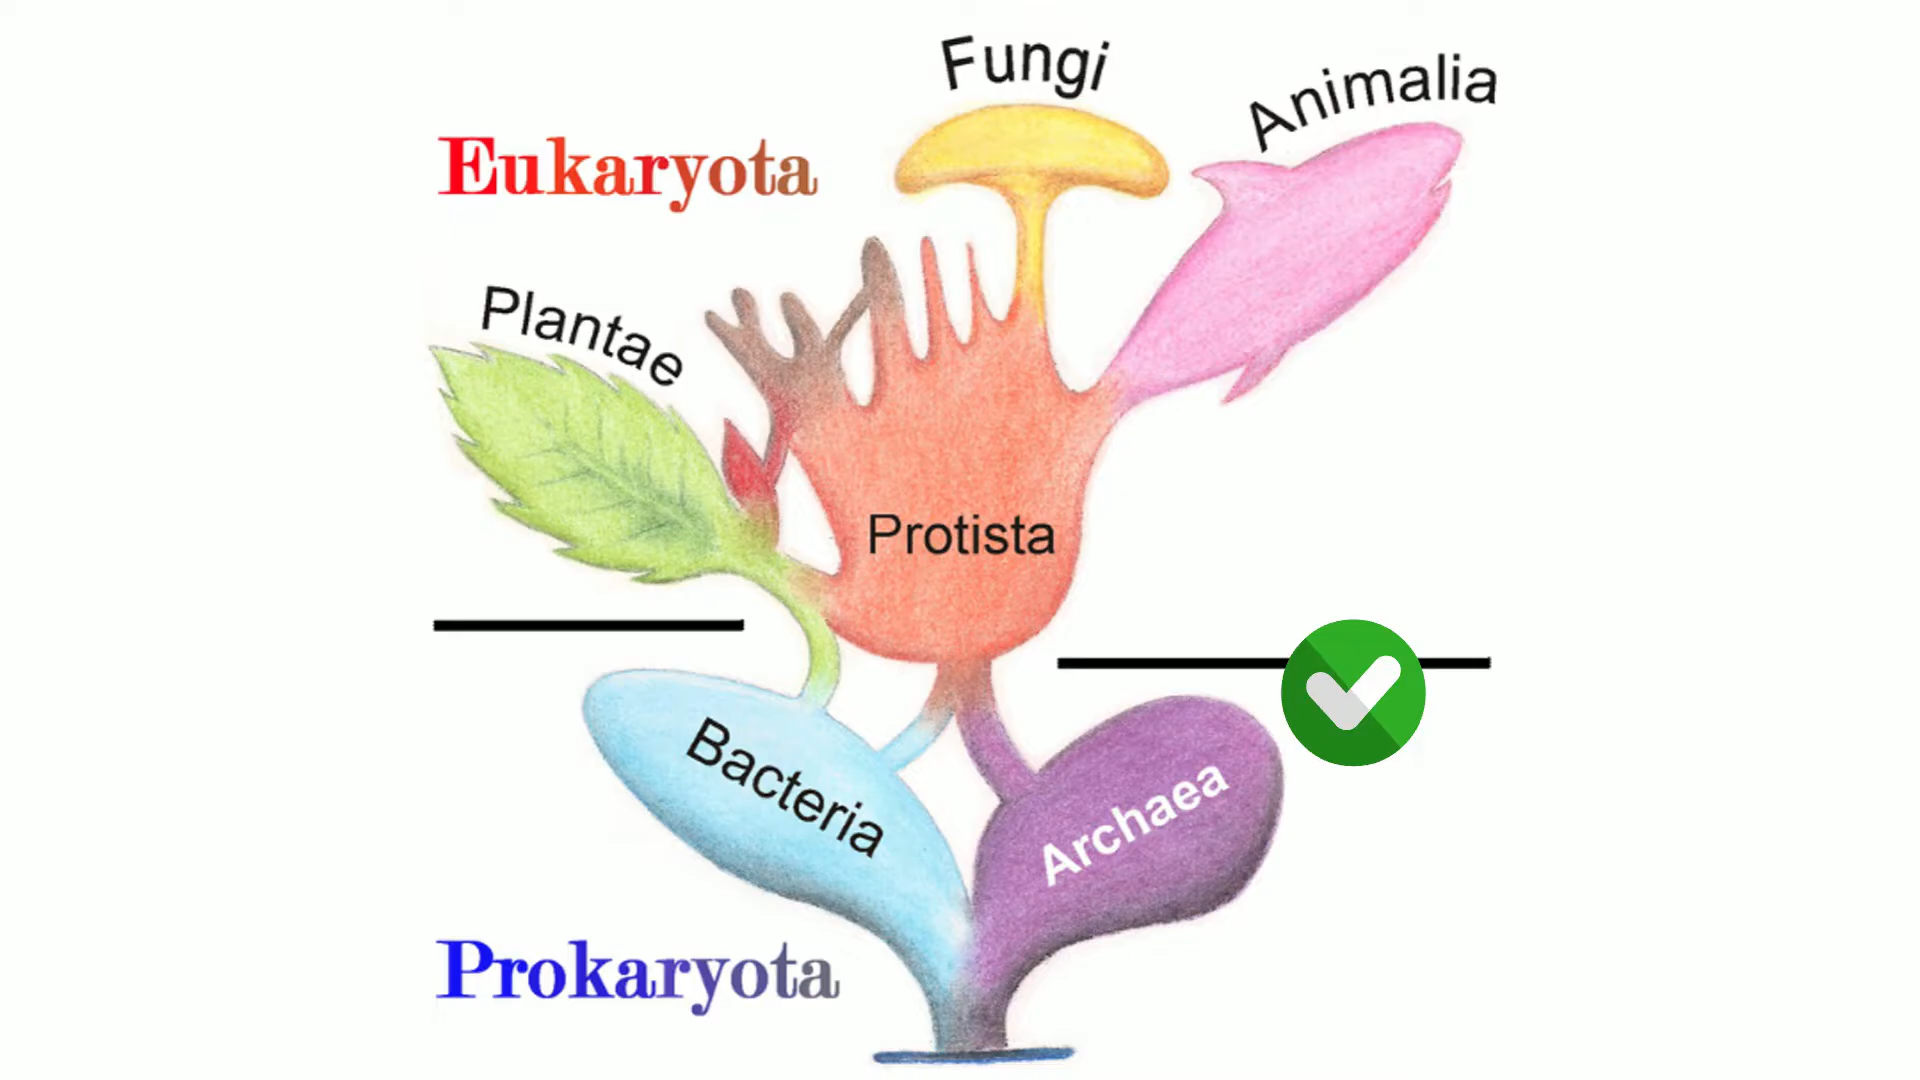 Fungi
Animalia
Eukaryota
Plantae
Protista
Bacteria
Archaea
Prokaryota